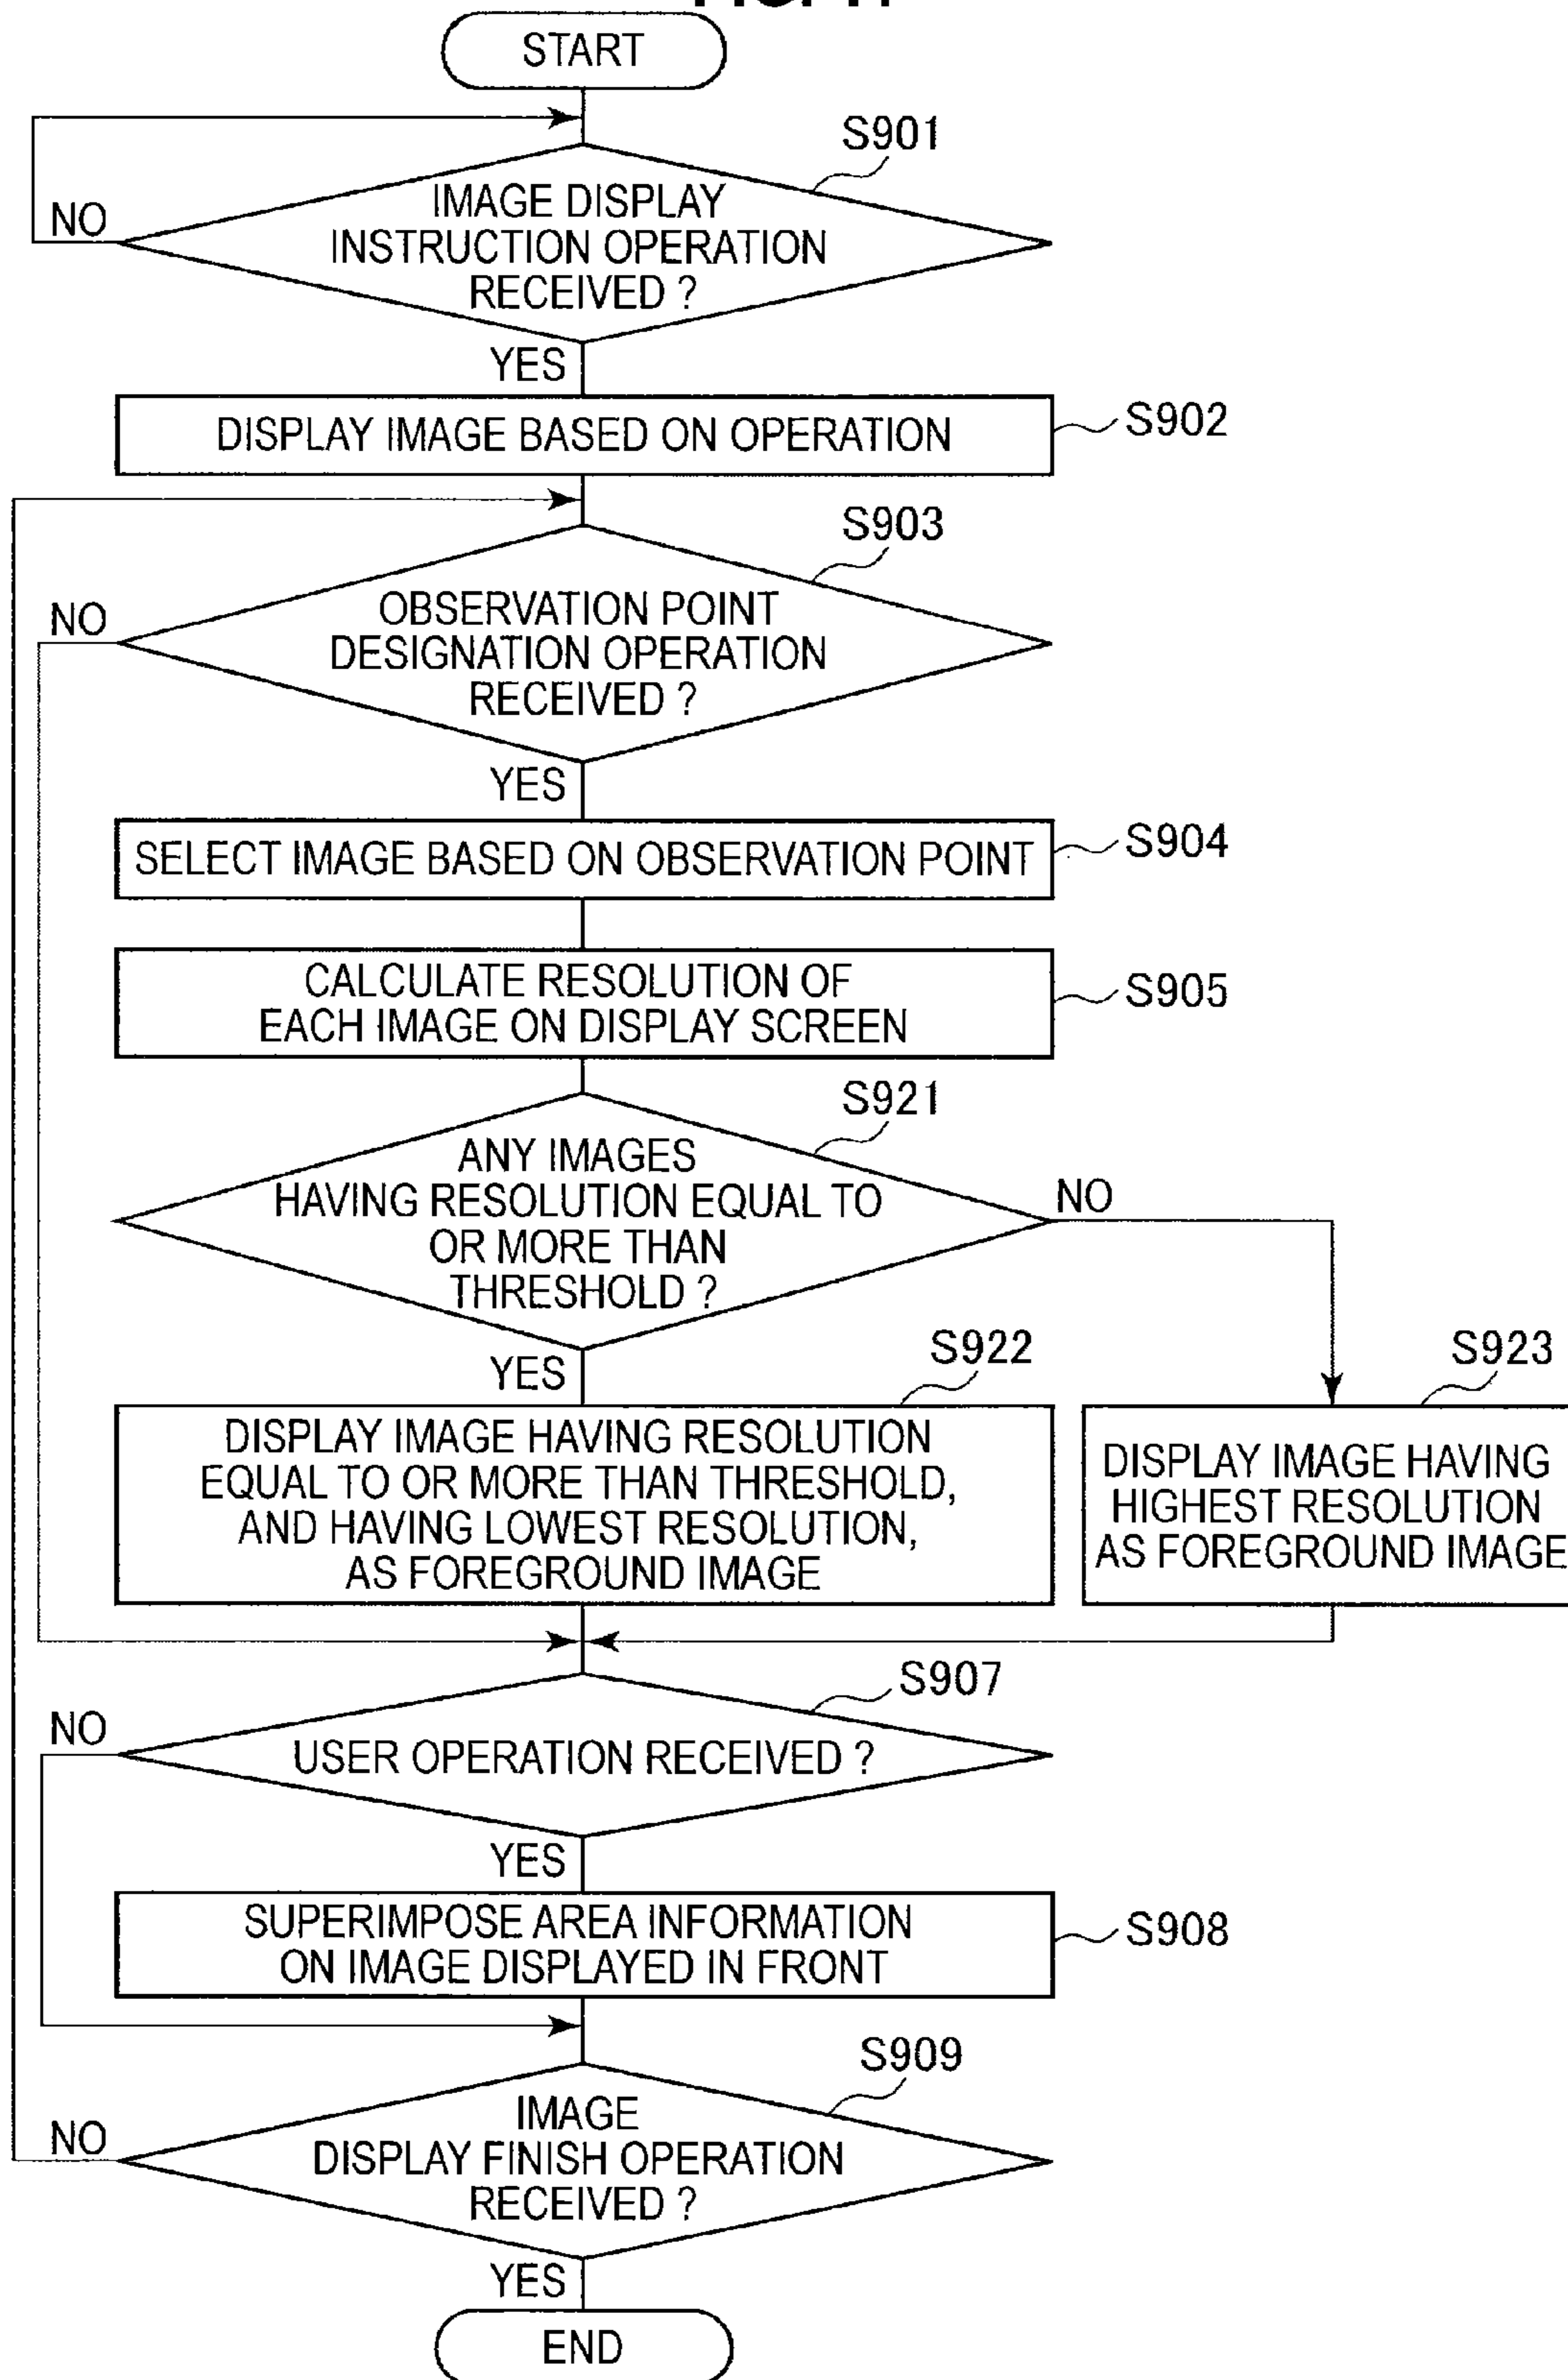 START
S901
IMAGE DISPLAY
INSTRUCTION OPERATION
RECEIVED ?
NO
YES
DISPLAY IMAGE BASED ON OPERATION
S902
S903
OBSERVATION POINT
DESIGNATION OPERATION
RECEIVED ?
NO
YES
SELECT IMAGE BASED ON OBSERVATION POINT
S904
CALCULATE RESOLUTION OF
EACH IMAGE ON DISPLAY SCREEN
S905
S921
ANY IMAGES
HAVING RESOLUTION EQUAL TO
OR MORE THAN
THRESHOLD ?
NO
YES
S922
DISPLAY IMAGE HAVING RESOLUTION
EQUAL TO OR MORE THAN THRESHOLD,
AND HAVING LOWEST RESOLUTION,
AS FOREGROUND IMAGE
S923
DISPLAY IMAGE HAVING
HIGHEST RESOLUTION
AS FOREGROUND IMAGE
S907
NO
USER OPERATION RECEIVED ?
YES
SUPERIMPOSE AREA INFORMATION
ON IMAGE DISPLAYED IN FRONT
S908
S909
IMAGE
DISPLAY FINISH OPERATION
RECEIVED ?
NO
YES
END